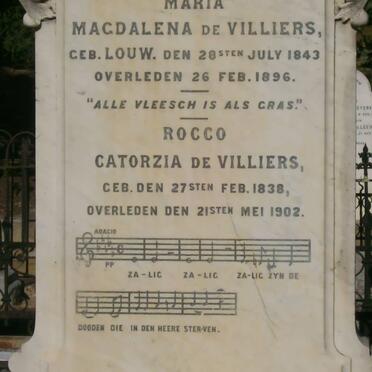 MARIA
MAGDALENA DE VILLIERS,
GEB. LOUW. DEN 28STEN JULY 1843
OVERLEDEN 26 FEB. 1896.
"ALLE VLEESCH IS ALS GRAS."
ROCCO
CATORZIA DE VILLIERS,
GEB. DEN 27STEN FEB. 1838,
OVERLEDEN DEN 21STEN MEI 1902.
ADAGIO
PP
ZA-LIG ZA-LIG ZA-LIG ZYN DE
DOODEN DIE IN DEN HEERE STER-VEN.